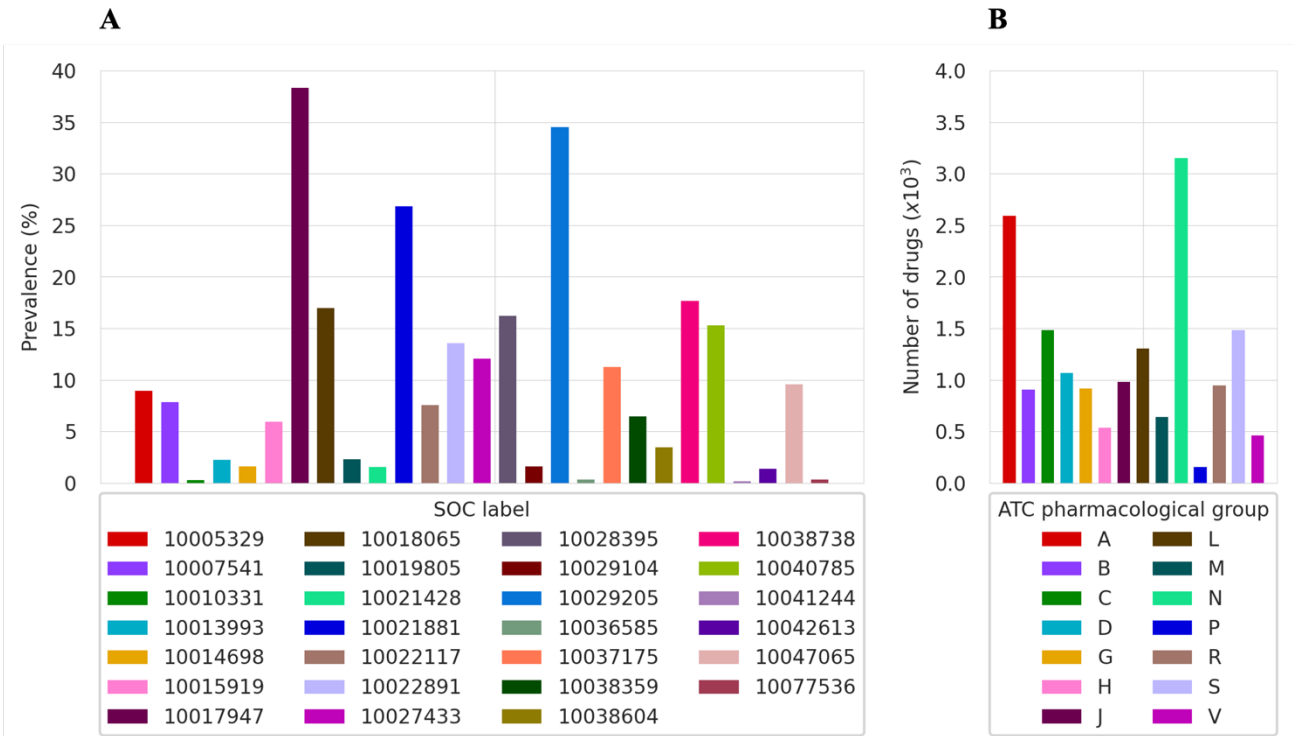 A
B
40
35
30
25
20
15
10
5
0
Prevalence (%)
4.0
3.5
3.0
2.5
2.0
1.5
1.0
0.5
0.0
Number of drugs (x10³)
SOC label
10005329 10018065 10028395 10038738
10007541 10019805 10029104 10040785
10010331 10021428 10029205 10041244
10013993 10021881 10036585 10042613
10014698 10022117 10037175 10047065
10015919 10022891 10038359 10077536
10017947 10027433 10038604
ATC pharmacological group
A L
B M
C N
D P
G R
H S
J V